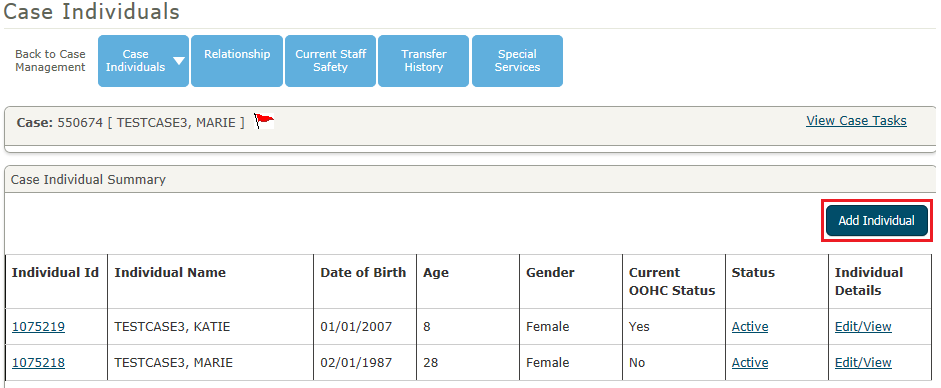 Case Individuals
Back to Case
Management
Case
Individuals
Relationship
Current Staff
Safety
Transfer
History
Special
Services
Case: 550674 [ TESTCASE3, MARIE ]
View Case Tasks
Case Individual Summary
Add Individual
Individual Id Individual Name Date of Birth Age Gender Current OOHC Status Status Individual Details
1075219 TESTCASE3, KATIE 01/01/2007 8 Female Yes Active Edit/View
1075218 TESTCASE3, MARIE 02/01/1987 28 Female No Active Edit/View